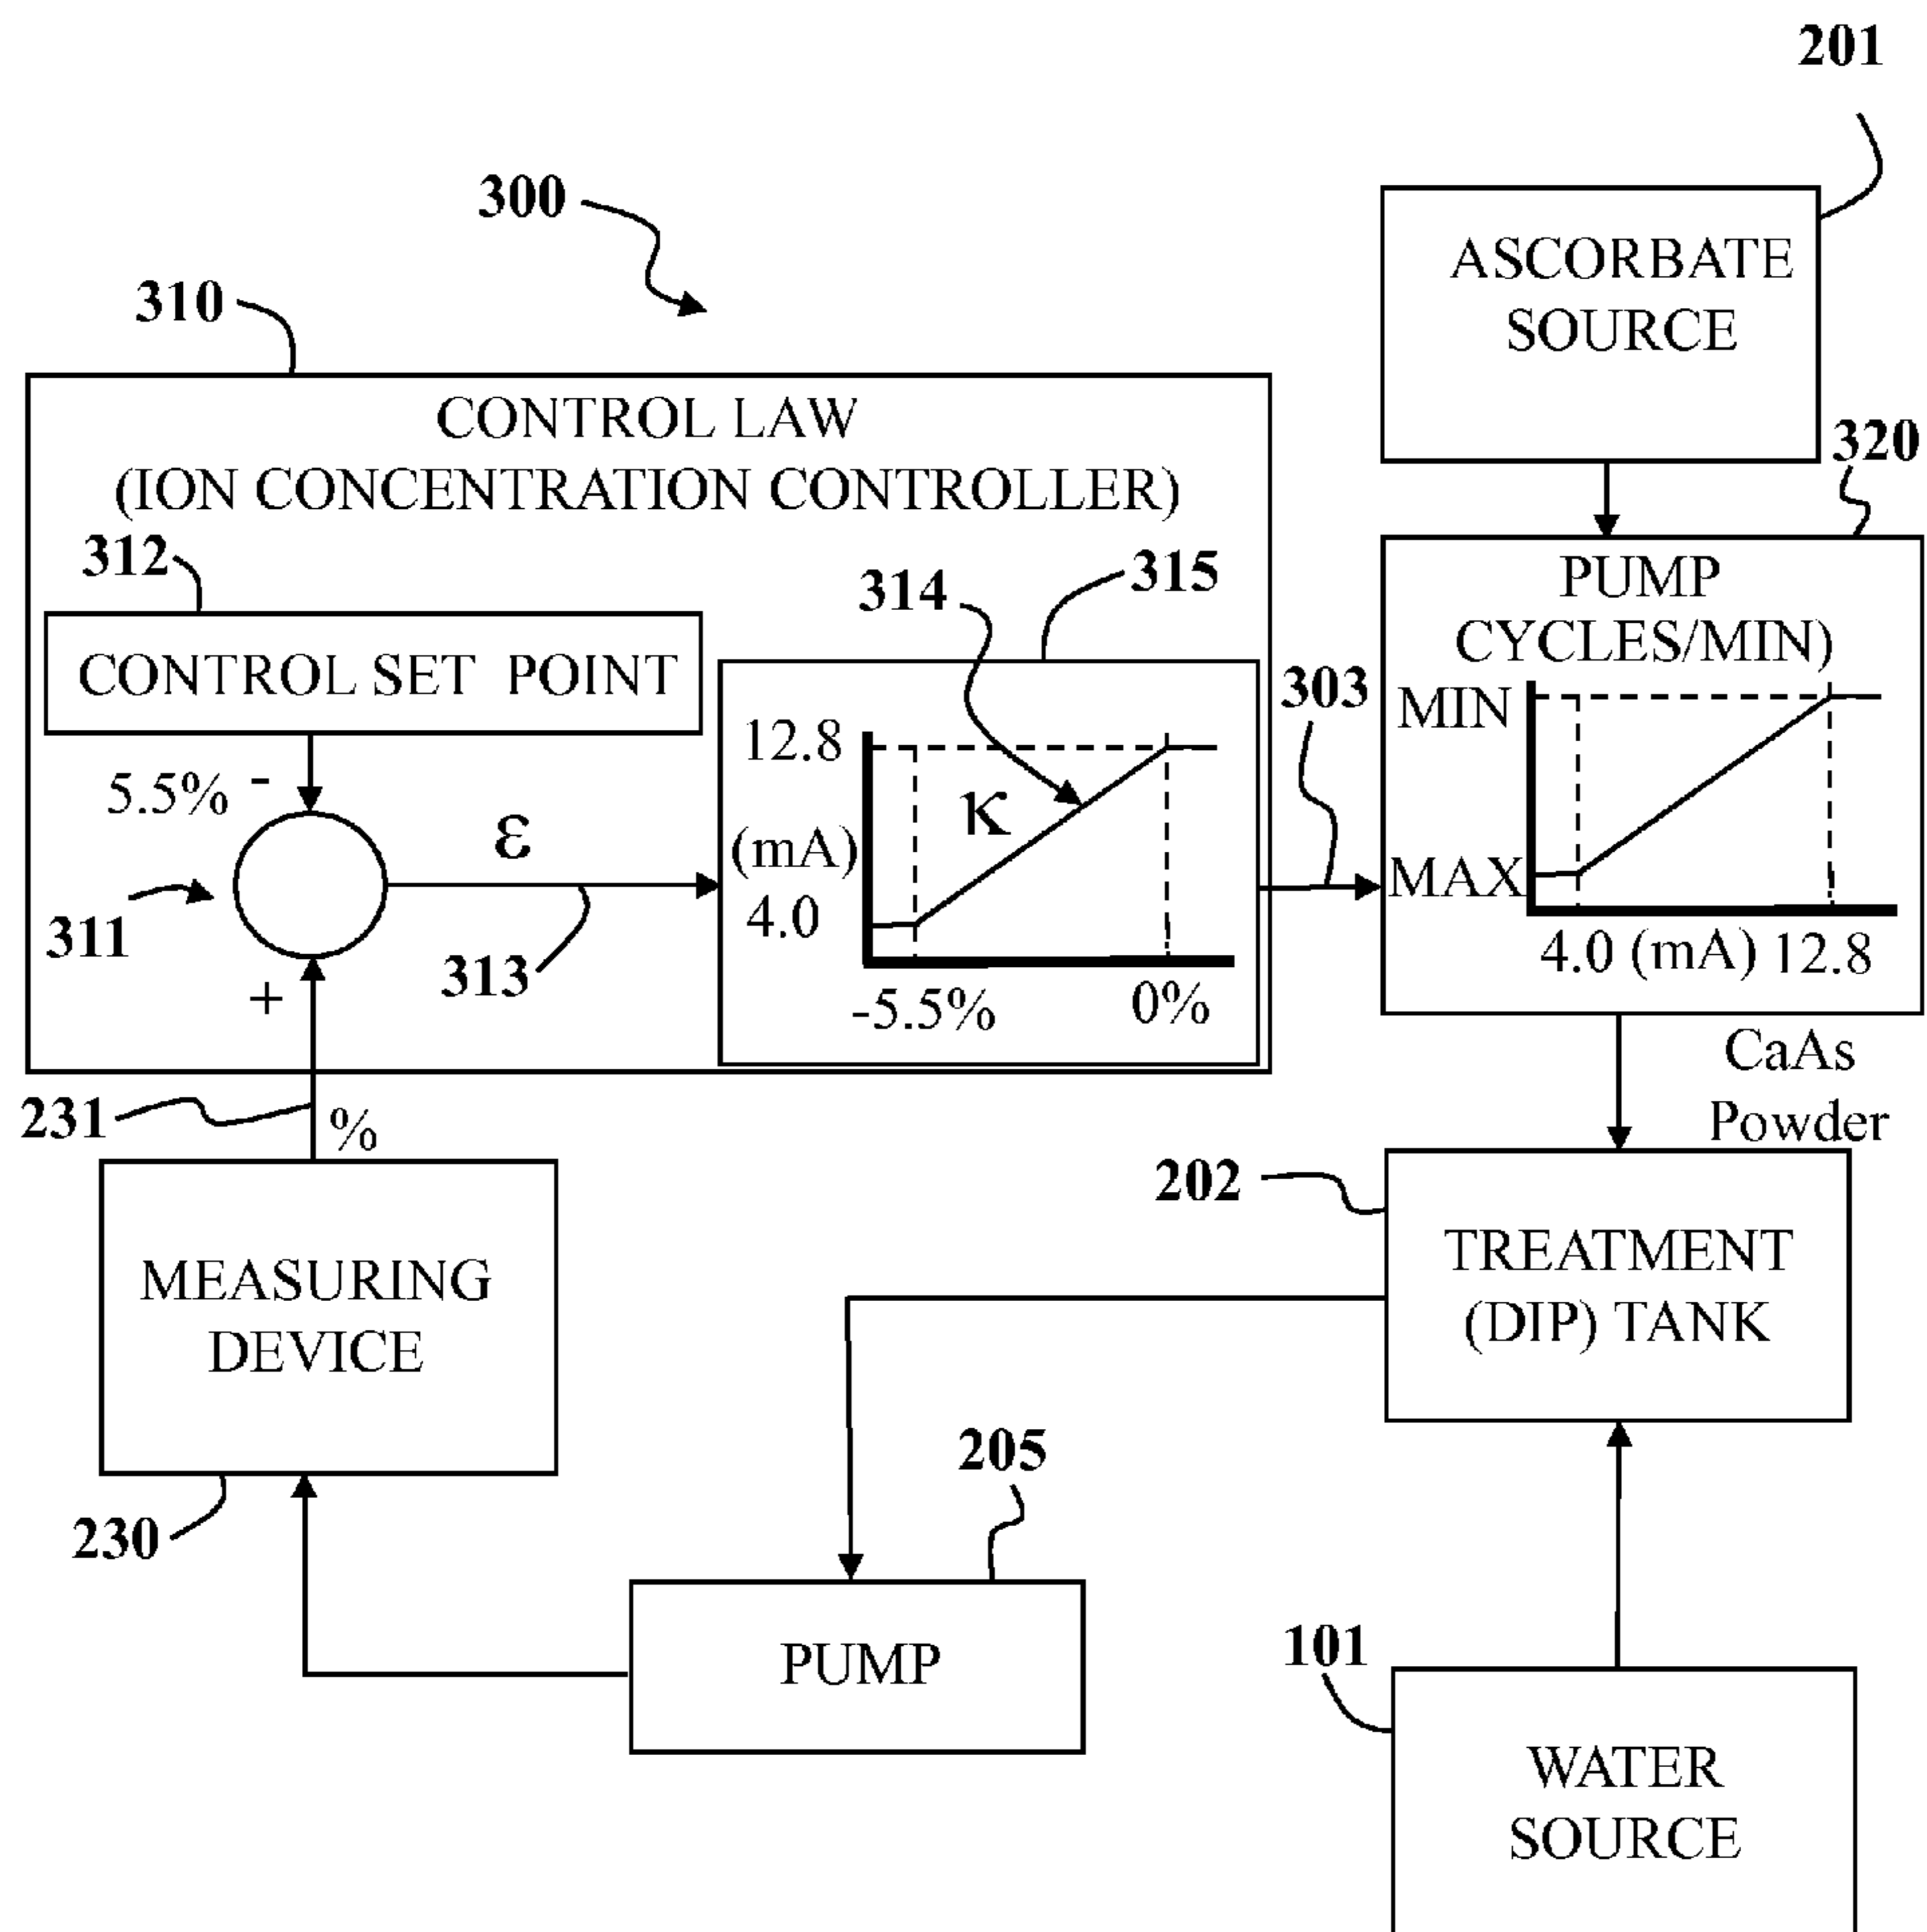 201
300
ASCORBATE
SOURCE
310
CONTROL LAW
(ION CONCENTRATION CONTROLLER)
320
312
314
315
PUMP
CYCLES/MIN)
CONTROL SET POINT
303
MIN
12.8
5.5% -
ε
K
(mA)
MAX
4.0
311
313
4.0 (mA) 12.8
+
-5.5%
0%
CaAs
Powder
231
%
202
MEASURING
DEVICE
TREATMENT
(DIP) TANK
205
230
PUMP
101
WATER
SOURCE